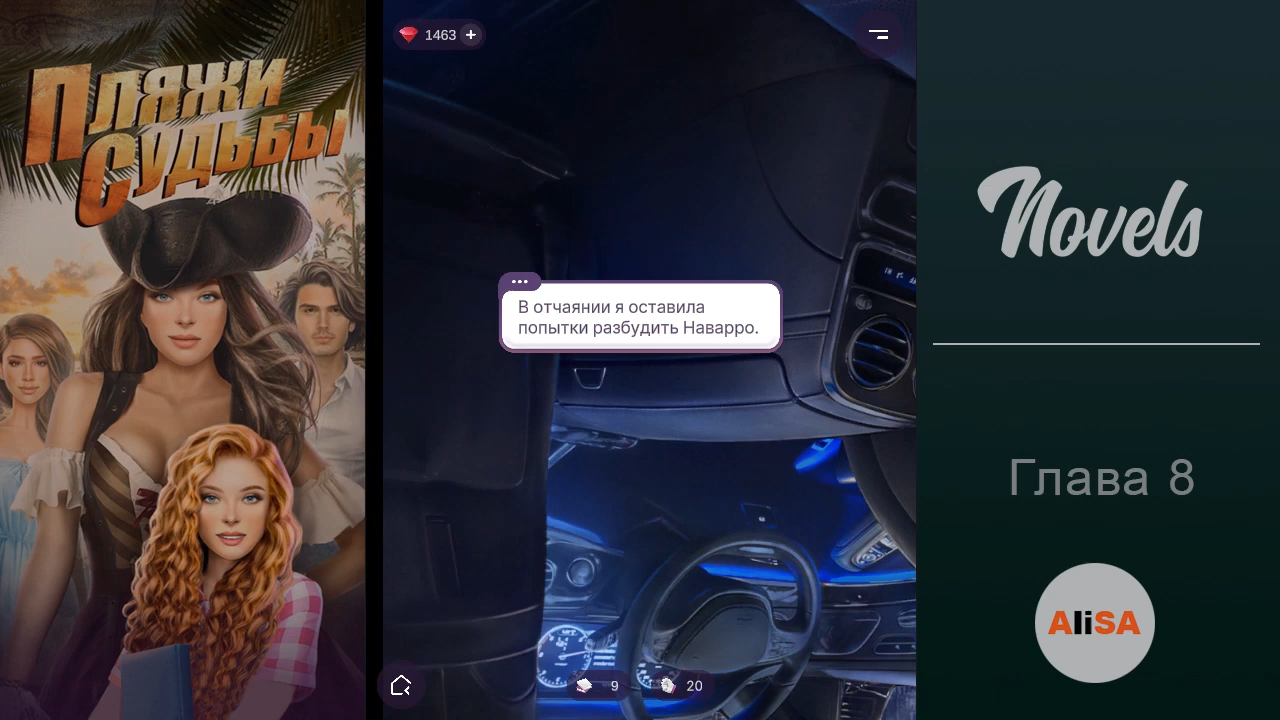 Пляжи
Судьбы
1463 +
В отчаянии я оставила
попытки разбудить Наварро.
9
20
Novels
Глава 8
AliSA